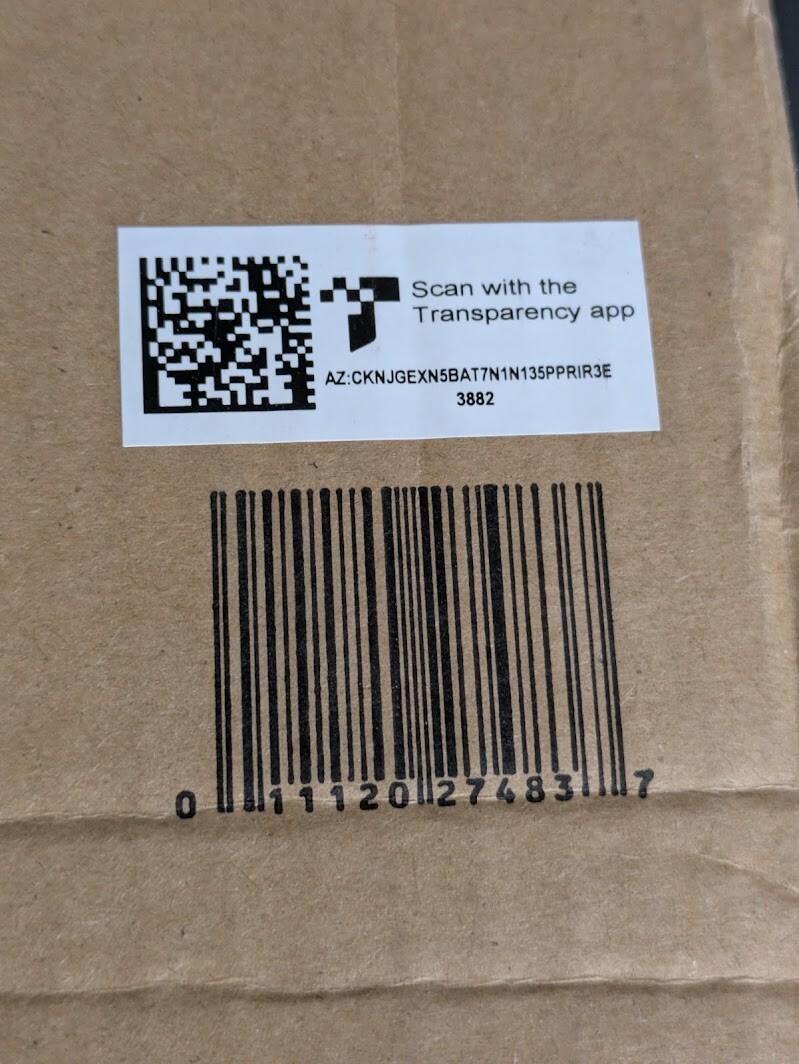 Scan with the
Transparency app
AZ:CKNJGEXN5BAT7N1N135PPRIR3E
3882
0 11120 27483 7